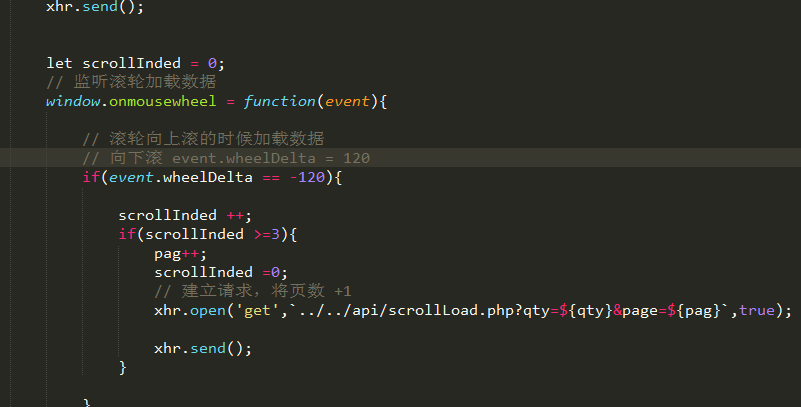 xhr.send();
let scrollInded = 0;
// 监听滚轮加载数据
window.onmousewheel = function(event){
// 滚轮向上滚的时候加载数据
// 向下滚 event.wheelDelta = 120
if(event.wheelDelta == -120){
scrollInded ++;
if(scrollInded >=3){
pag++;
scrollInded =0;
// 建立请求，将页数 +1
xhr.open('get',`../../api/scrollLoad.php?qty=${qty}&page=${pag}`,true);
xhr.send();
}
}